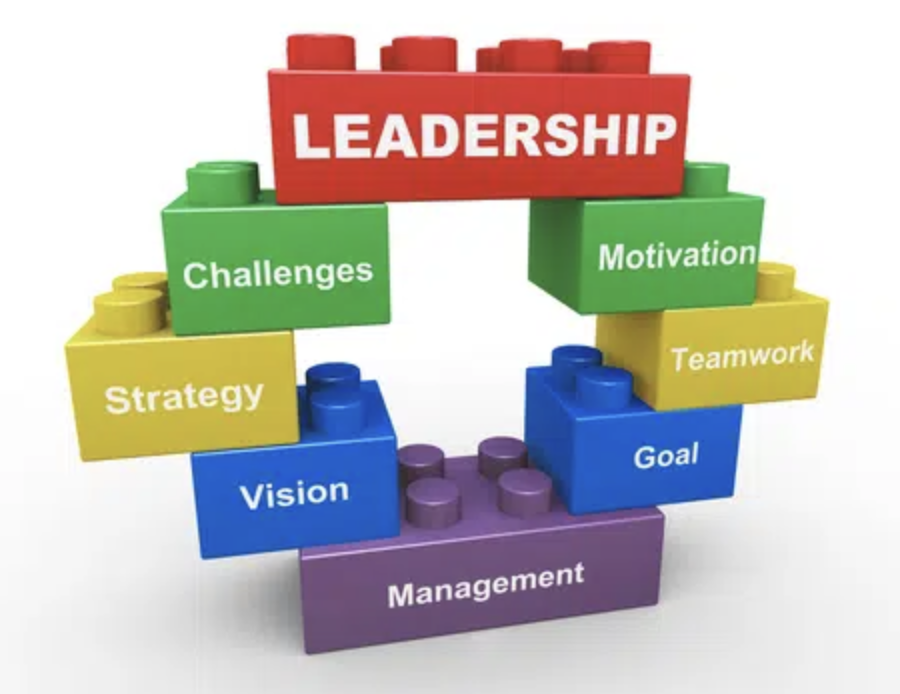 LEADERSHIP
Challenges
Motivation
Strategy
Teamwork
Vision
Goal
Management